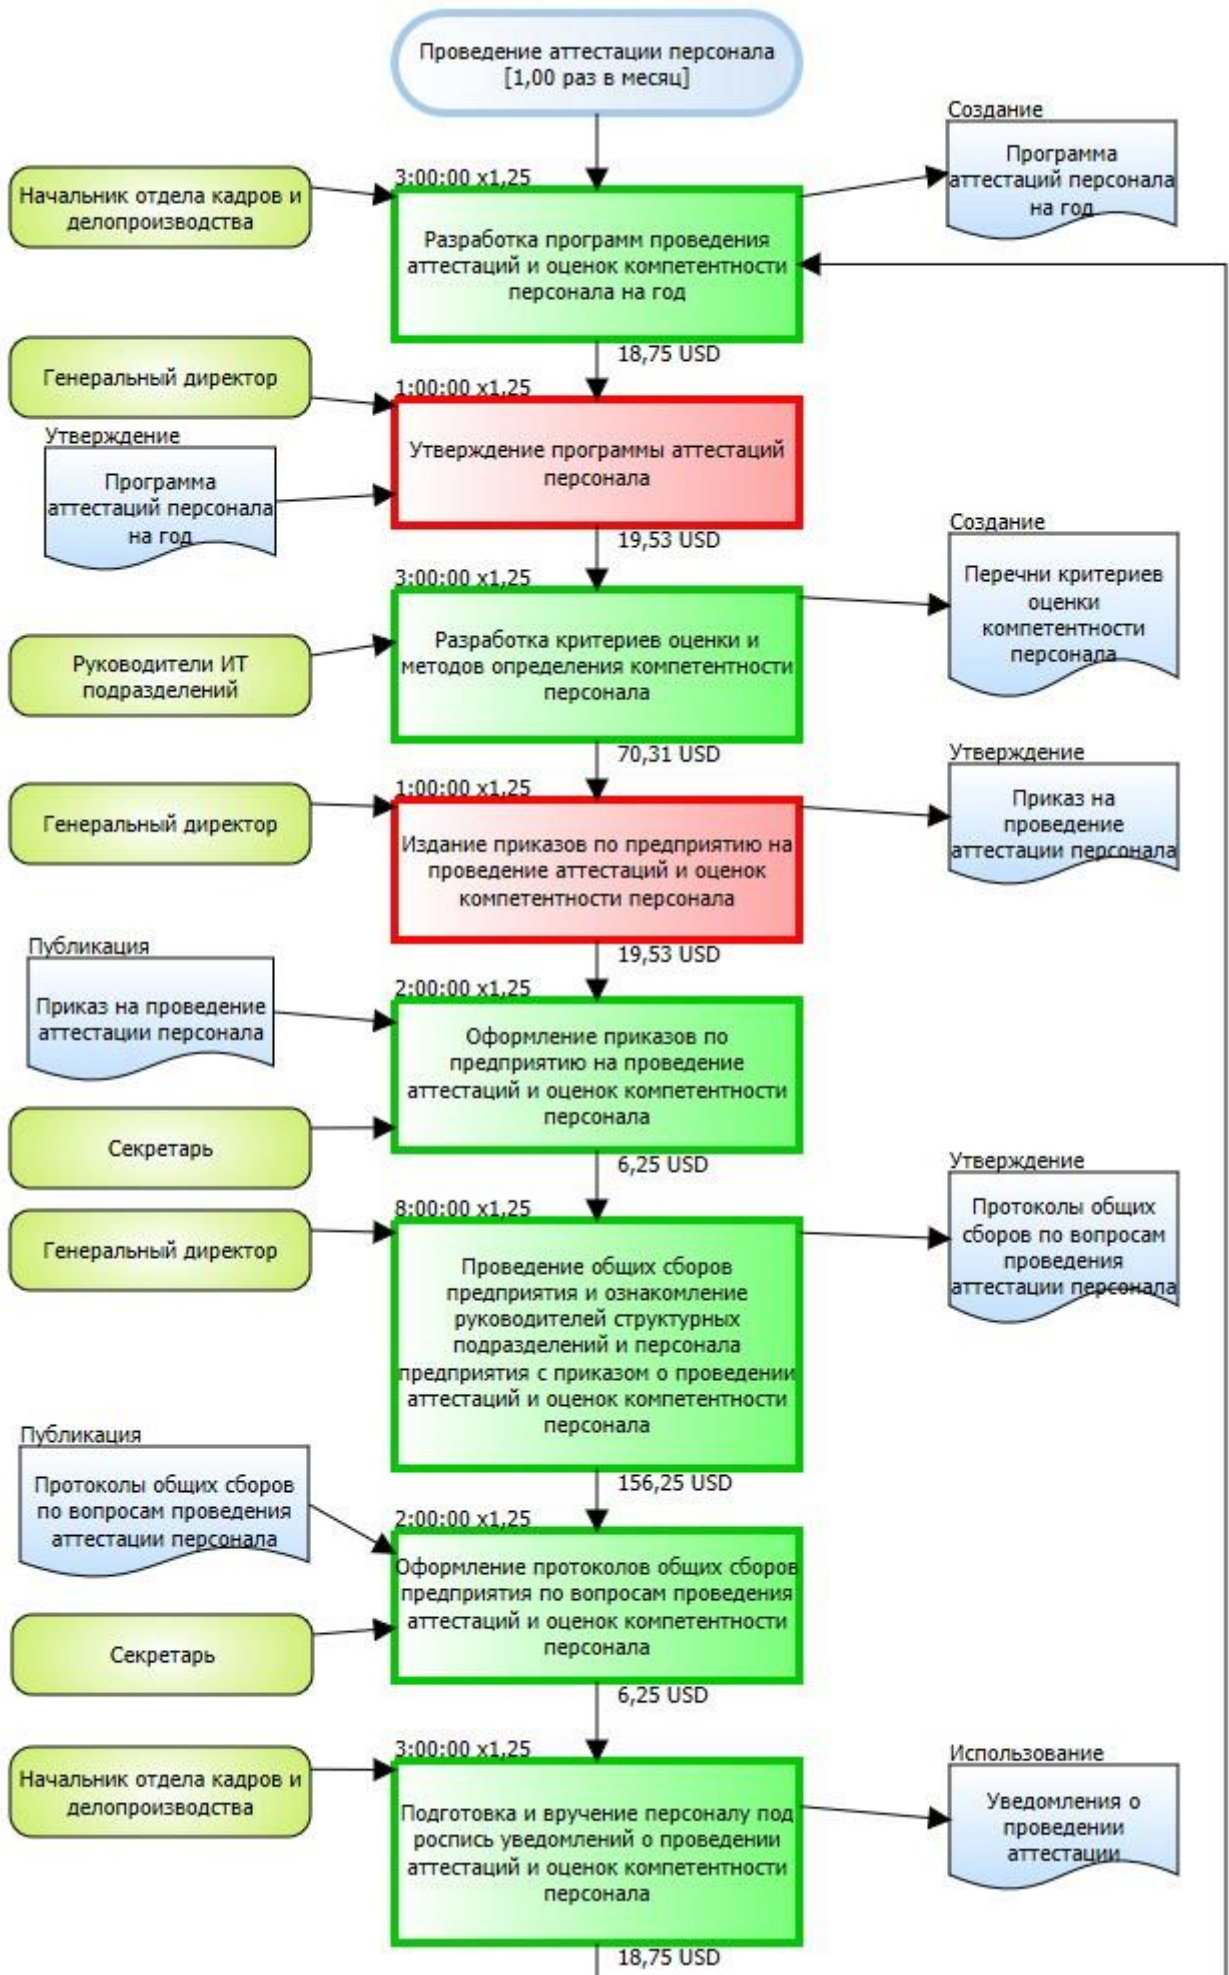 Проведение аттестации персонала
[1,00 раз в месяц]
Создание
Программа
аттестаций персонала
на год
Начальник отдела кадров и
делопроизводства
3:00:00 x1,25
Разработка программ проведения
аттестаций и оценок компетентности
персонала на год
18,75 USD
Генеральный директор
1:00:00 x1,25
Утверждение программы аттестаций
персонала
Утверждение
Программа
аттестаций персонала
на год
19,53 USD
Создание
Перечни критериев
оценки
компетентности
персонала
3:00:00 x1,25
Разработка критериев оценки и
методов определения компетентности
персонала
Руководители ИТ
подразделений
70,31 USD
Утверждение
Приказ на
проведение
аттестации персонала
Генеральный директор
1:00:00 x1,25
Издание приказов по предприятию на
проведение аттестаций и оценок
компетентности персонала
19,53 USD
Публикация
Приказ на проведение
аттестации персонала
2:00:00 x1,25
Оформление приказов по
предприятию на проведение
аттестаций и оценок компетентности
персонала
Секретарь
6,25 USD
Утверждение
Протоколы общих
сборов по вопросам
проведения
аттестации персонала
Генеральный директор
8:00:00 x1,25
Проведение общих сборов
предприятия и ознакомление
руководителей структурных
подразделений и персонала
предприятия с приказом о проведении
аттестаций и оценок компетентности
персонала
156,25 USD
Публикация
Протоколы общих сборов
по вопросам проведения
аттестации персонала
2:00:00 x1,25
Оформление протоколов общих сборов
предприятия по вопросам проведения
аттестаций и оценок компетентности
персонала
Секретарь
6,25 USD
Начальник отдела кадров и
делопроизводства
3:00:00 x1,25
Подготовка и вручение персоналу под
роспись уведомлений о проведении
аттестаций и оценок компетентности
персонала
Использование
Уведомления о
проведении
аттестации
18,75 USD